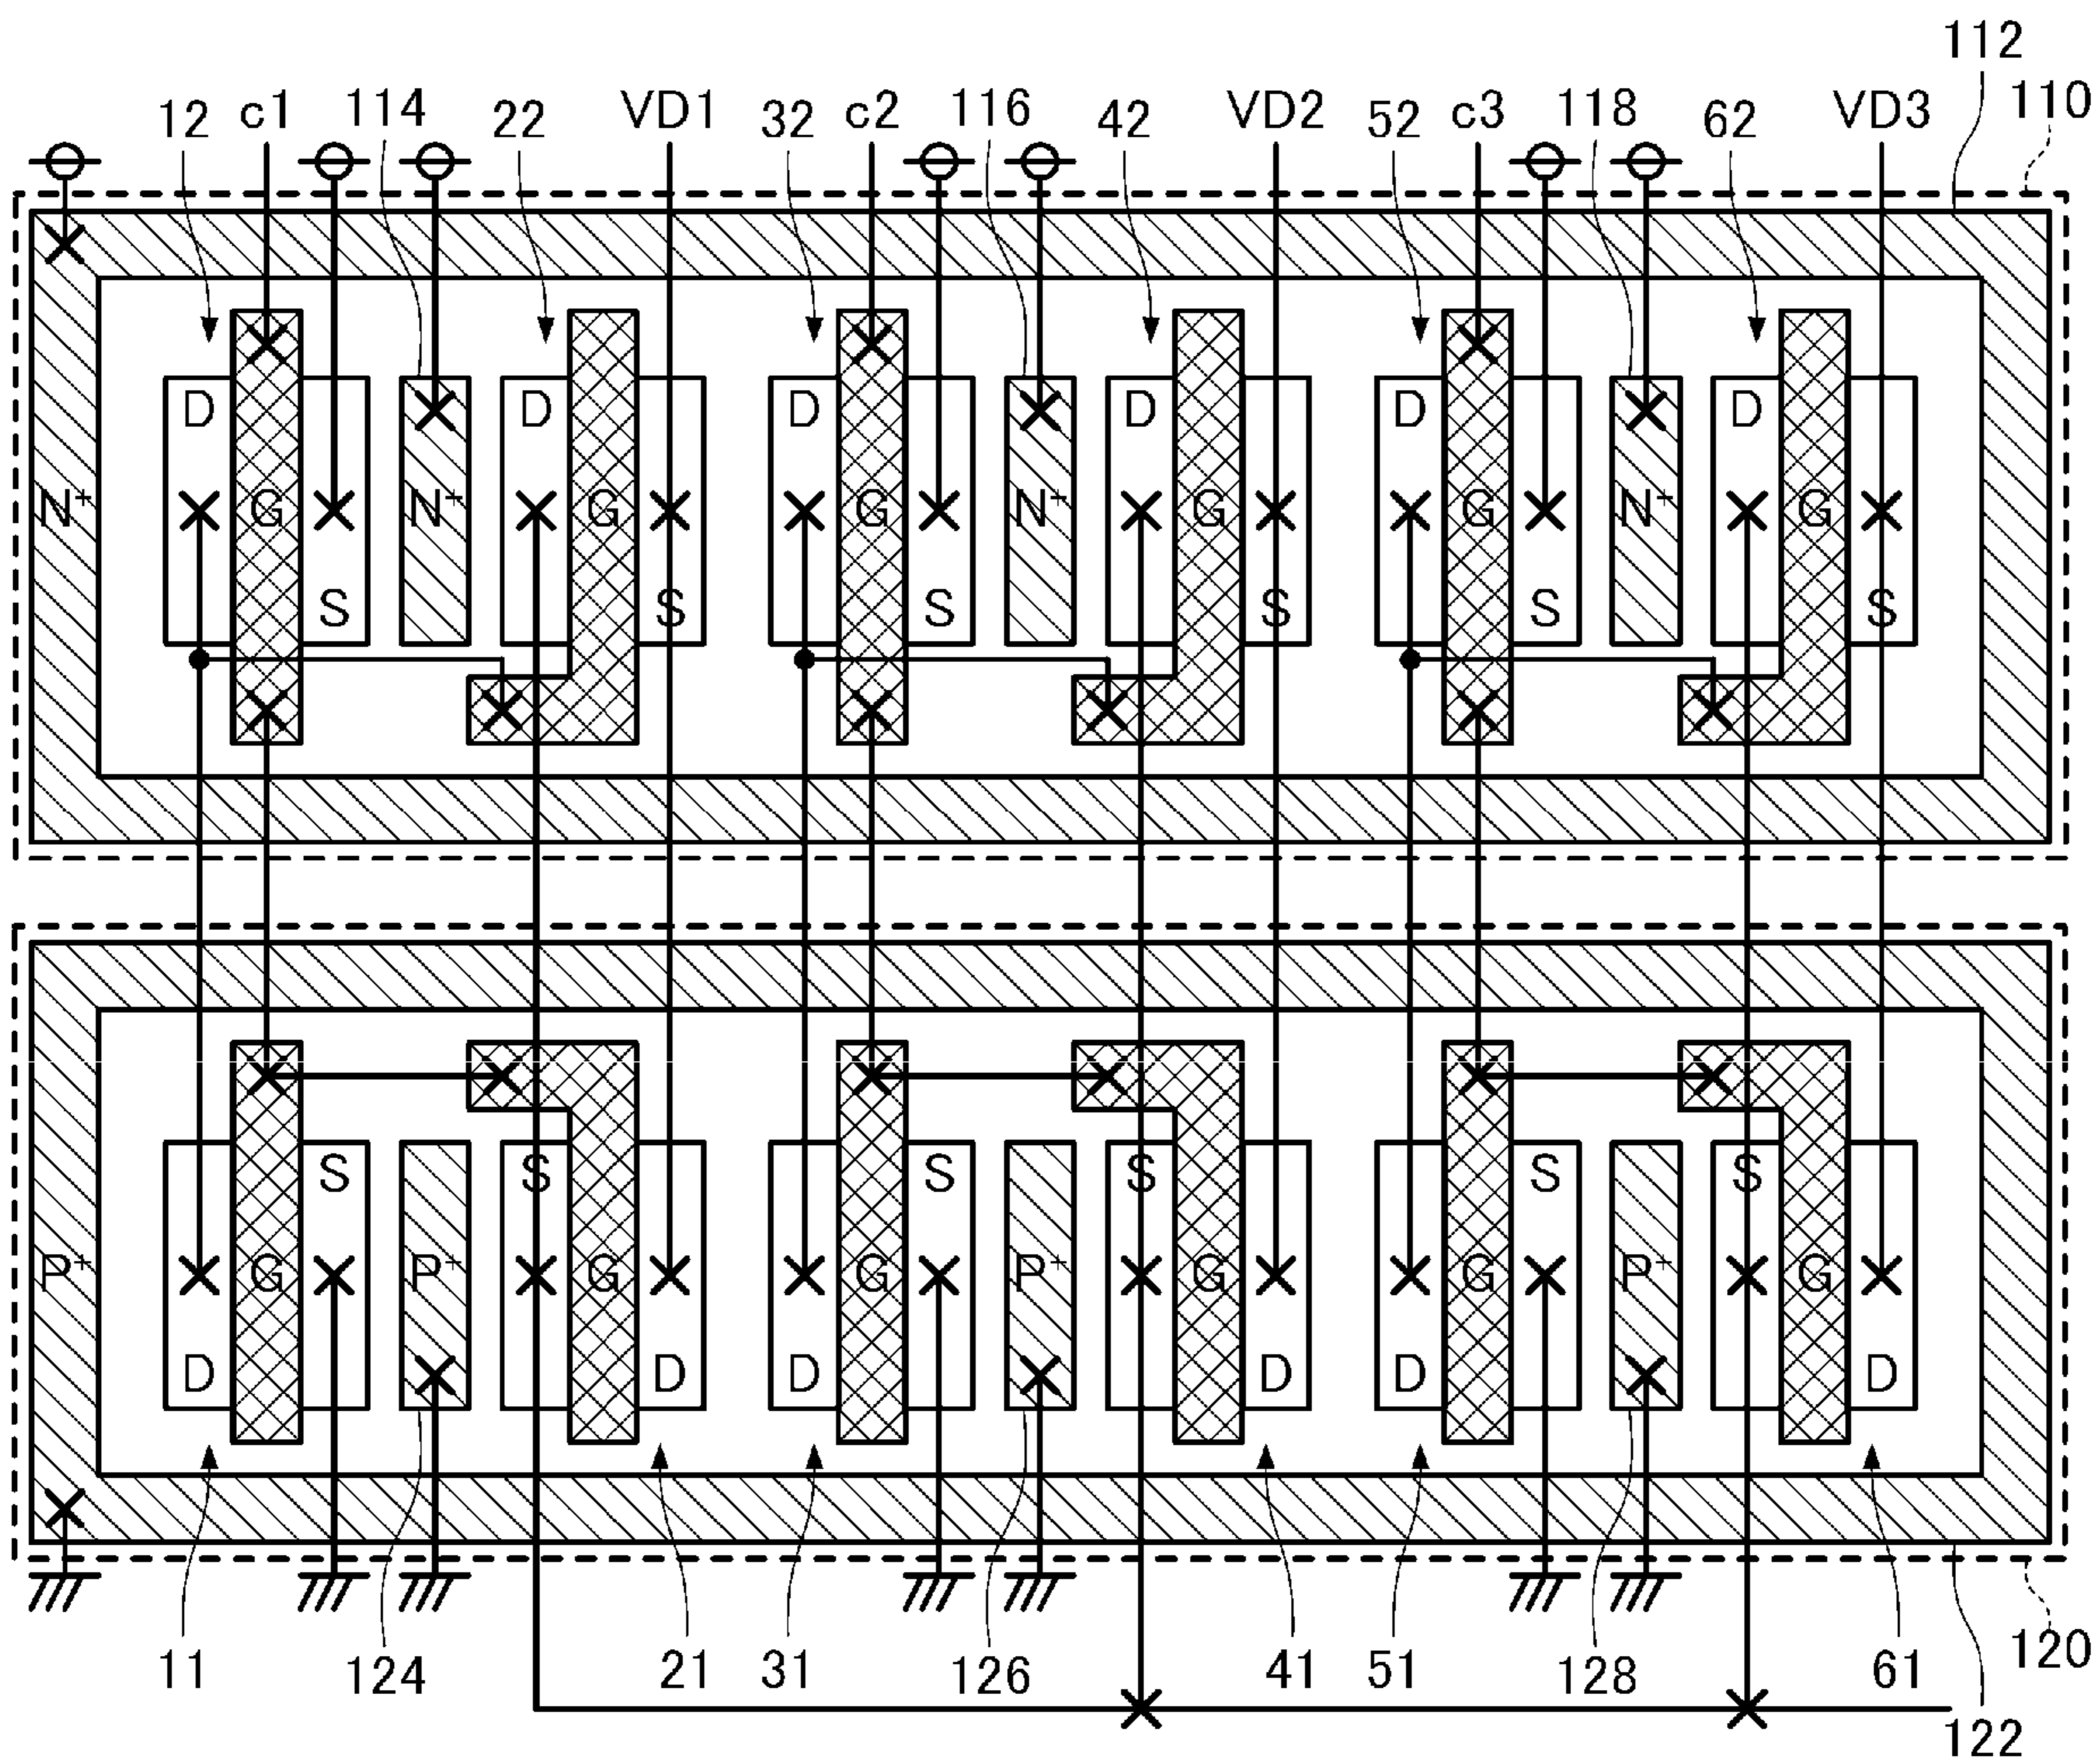 112
110
12 c1 114 22 VD1 32 c2 116 42 VD2 52 c3 118 62 VD3
D D D D D D
N+ G N+ G G N+ G G N+ G
S S S S S S
S S S S S S
P+ G P+ G G P+ G G P+ G
D D D D D D
11 124 21 31 126 41 51 128 61 120
122